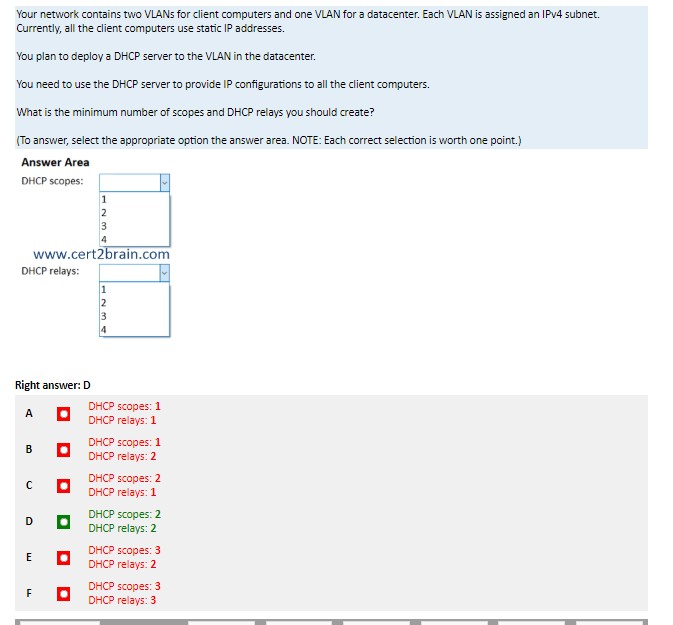 Your network contains two VLANs for client computers and one VLAN for a datacenter. Each VLAN is assigned an IPv4 subnet.
Currently, all the client computers use static IP addresses.
You plan to deploy a DHCP server to the VLAN in the datacenter.
You need to use the DHCP server to provide IP configurations to all the client computers.
What is the minimum number of scopes and DHCP relays you should create?
(To answer, select the appropriate option the answer area. NOTE: Each correct selection is worth one point.)
Answer Area
DHCP scopes:
1
2
3
4
www.cert2brain.com
DHCP relays:
1
2
3
4
Right answer: D
A
DHCP scopes: 1
DHCP relays: 1
B
DHCP scopes: 1
DHCP relays: 2
C
DHCP scopes: 2
DHCP relays: 1
D
DHCP scopes: 2
DHCP relays: 2
E
DHCP scopes: 3
DHCP relays: 2
F
DHCP scopes: 3
DHCP relays: 3